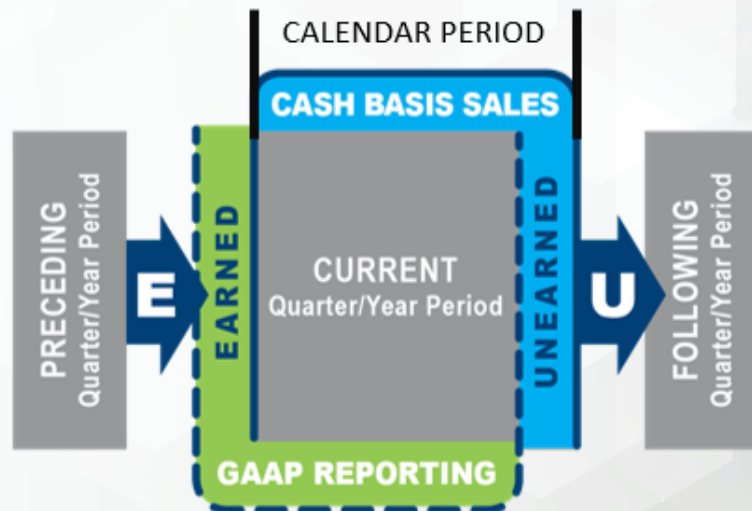 CALENDAR PERIOD
CASH BASIS SALES
PRECEDING
Quarter/Year Period
E
EARNED
CURRENT
Quarter/Year Period
UNEARNED
U
FOLLOWING
Quarter/Year Period
GAAP REPORTING